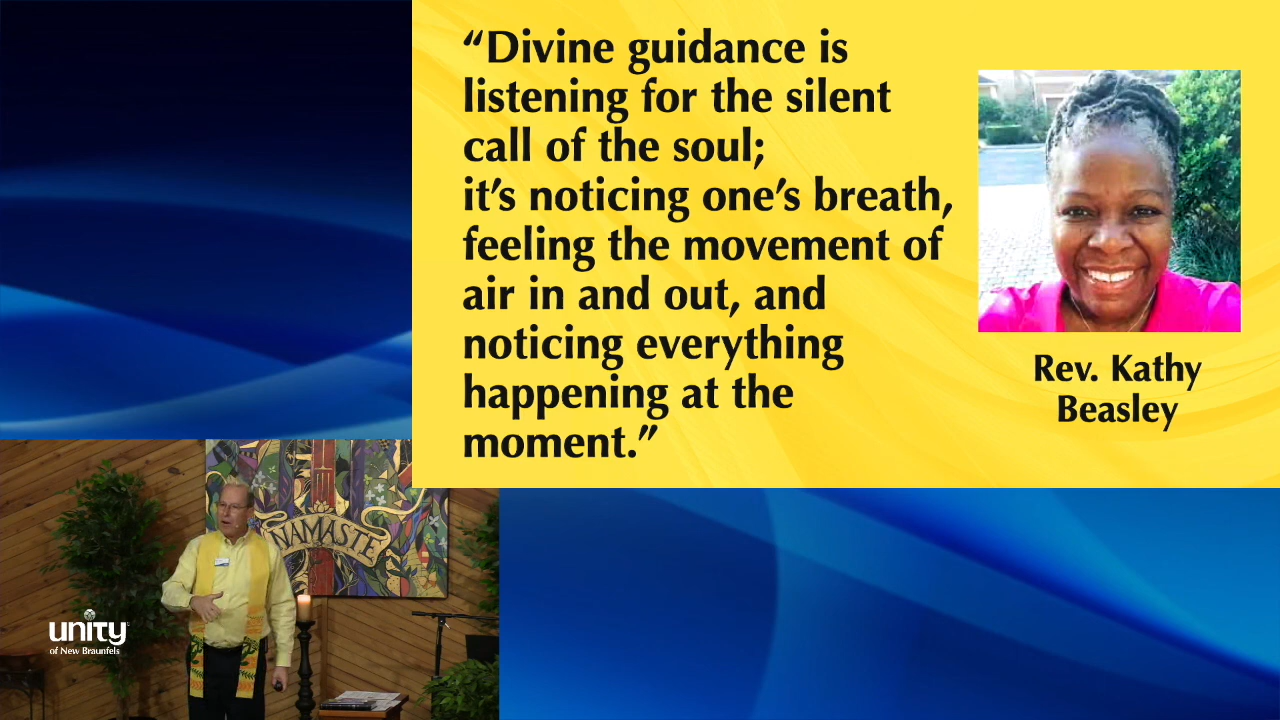 “Divine guidance is
listening for the silent
call of the soul;
it’s noticing one’s breath,
feeling the movement of
air in and out, and
noticing everything
happening at the
moment.”
Rev. Kathy
Beasley
NAMASTE
unity
of New Braunfels